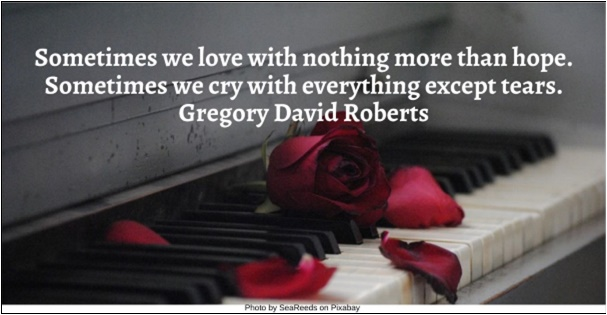 Sometimes we love with nothing more than hope.
Sometimes we cry with everything except tears.
Gregory David Roberts
Photo by SeaReeds on Pixabay